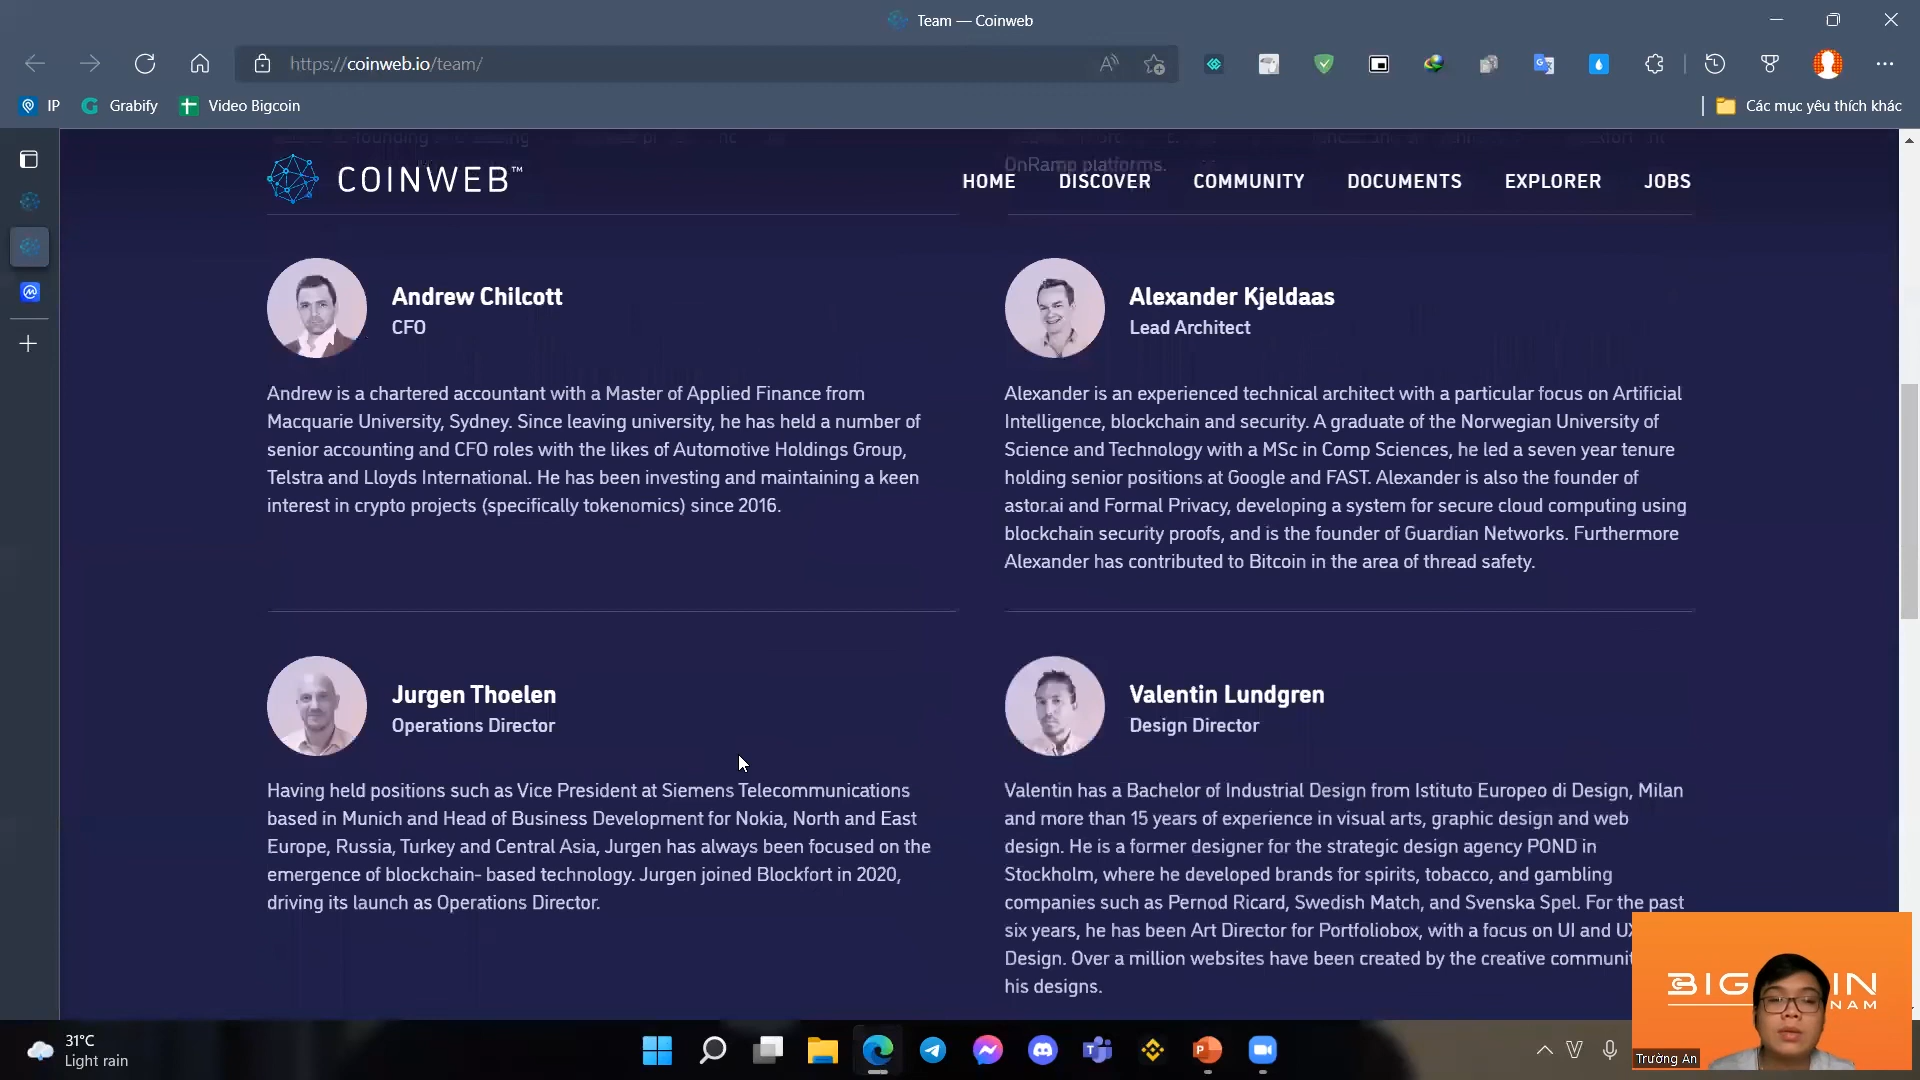 Team — Coinweb
https://coinweb.io/team/
IP
Grabify
Video Bigcoin
Các mục yêu thích khác
OnRamp platforms.
COINWEB™
HOME
DISCOVER
COMMUNITY
DOCUMENTS
EXPLORER
JOBS
Andrew Chilcott
CFO
Andrew is a chartered accountant with a Master of Applied Finance from
Macquarie University, Sydney. Since leaving university, he has held a number of
senior accounting and CFO roles with the likes of Automotive Holdings Group,
Telstra and Lloyds International. He has been investing and maintaining a keen
interest in crypto projects (specifically tokenomics) since 2016.
Alexander Kjeldaas
Lead Architect
Alexander is an experienced technical architect with a particular focus on Artificial
Intelligence, blockchain and security. A graduate of the Norwegian University of
Science and Technology with a MSc in Comp Sciences, he led a seven year tenure
holding senior positions at Google and FAST. Alexander is also the founder of
astor.ai and Formal Privacy, developing a system for secure cloud computing using
blockchain security proofs, and is the founder of Guardian Networks. Furthermore
Alexander has contributed to Bitcoin in the area of thread safety.
Jurgen Thoelen
Operations Director
Having held positions such as Vice President at Siemens Telecommunications
based in Munich and Head of Business Development for Nokia, North and East
Europe, Russia, Turkey and Central Asia, Jurgen has always been focused on the
emergence of blockchain- based technology. Jurgen joined Blockfort in 2020,
driving its launch as Operations Director.
Valentin Lundgren
Design Director
Valentin has a Bachelor of Industrial Design from Istituto Europeo di Design, Milan
and more than 15 years of experience in visual arts, graphic design and web
design. He is a former designer for the strategic design agency POND in
Stockholm, where he developed brands for spirits, tobacco, and gambling
companies such as Pernod Ricard, Swedish Match, and Svenska Spel. For the past
six years, he has been Art Director for Portfoliobox, with a focus on UI and UX
Design. Over a million websites have been created by the creative communi
his designs.
BIG IN
NAM
Trường An
31°C
Light rain